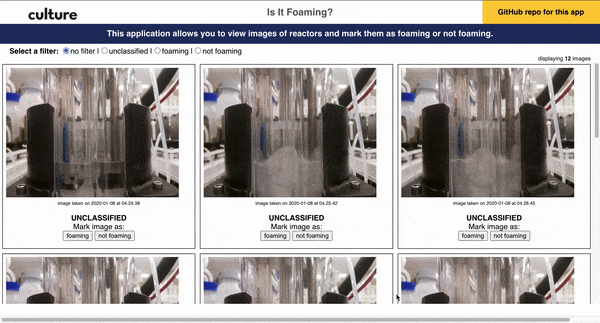 culture
Is It Foaming?
GitHub repo for this app
This application allows you to view images of reactors and mark them as foaming or not foaming.
Select a filter: no filter | unclassified | foaming | not foaming
displaying 12 images
image taken on 2020-01-08 at 04.24.38
UNCLASSIFIED
Mark image as:
foaming not foaming
image taken on 2020-01-08 at 04.25.42
UNCLASSIFIED
Mark image as:
foaming not foaming
image taken on 2020-01-08 at 04.26.45
UNCLASSIFIED
Mark image as:
foaming not foaming